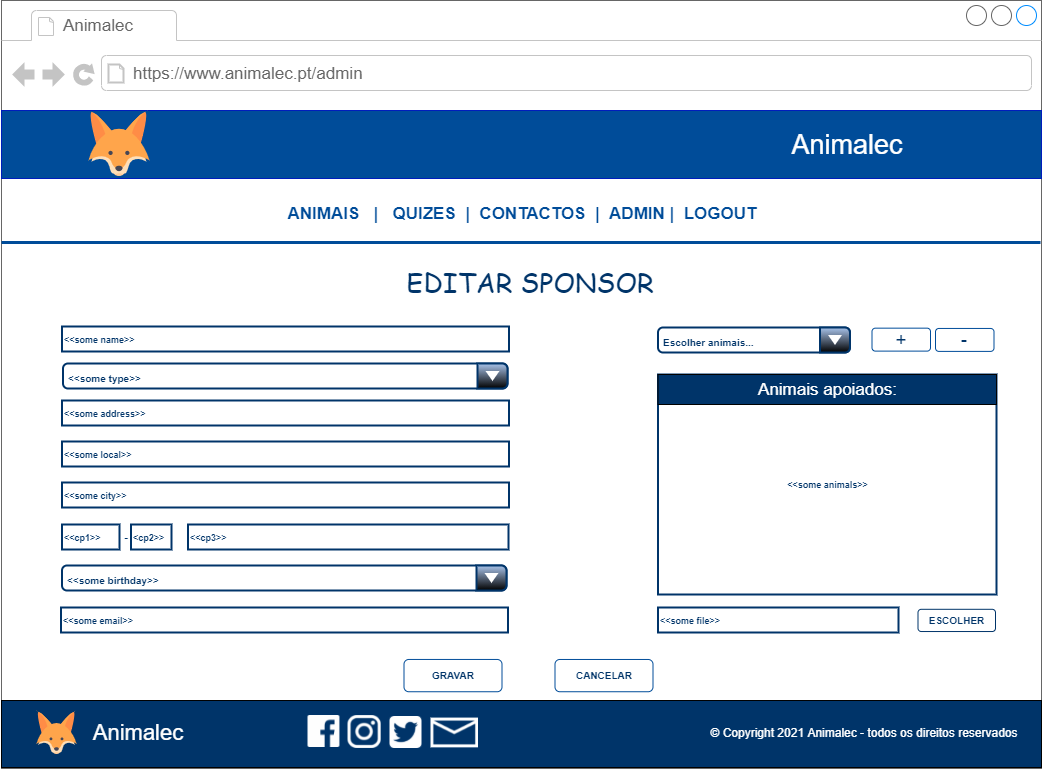 Animalec
https://www.animalec.pt/admin
Animalec
ANIMAIS | QUIZES | CONTACTOS | ADMIN | LOGOUT
EDITAR SPONSOR
<<some name>>
<<some type>>
<<some address>>
<<some local>>
<<some city>>
<<cp1>> - <cp2>> <<cp3>>
<<some birthday>>
<<some email>>
Escolher animais... + -
Animais apoiados:
<<some animals>>
<<some file>> ESCOLHER
GRAVAR CANCELAR
Animalec
© Copyright 2021 Animalec - todos os direitos reservados